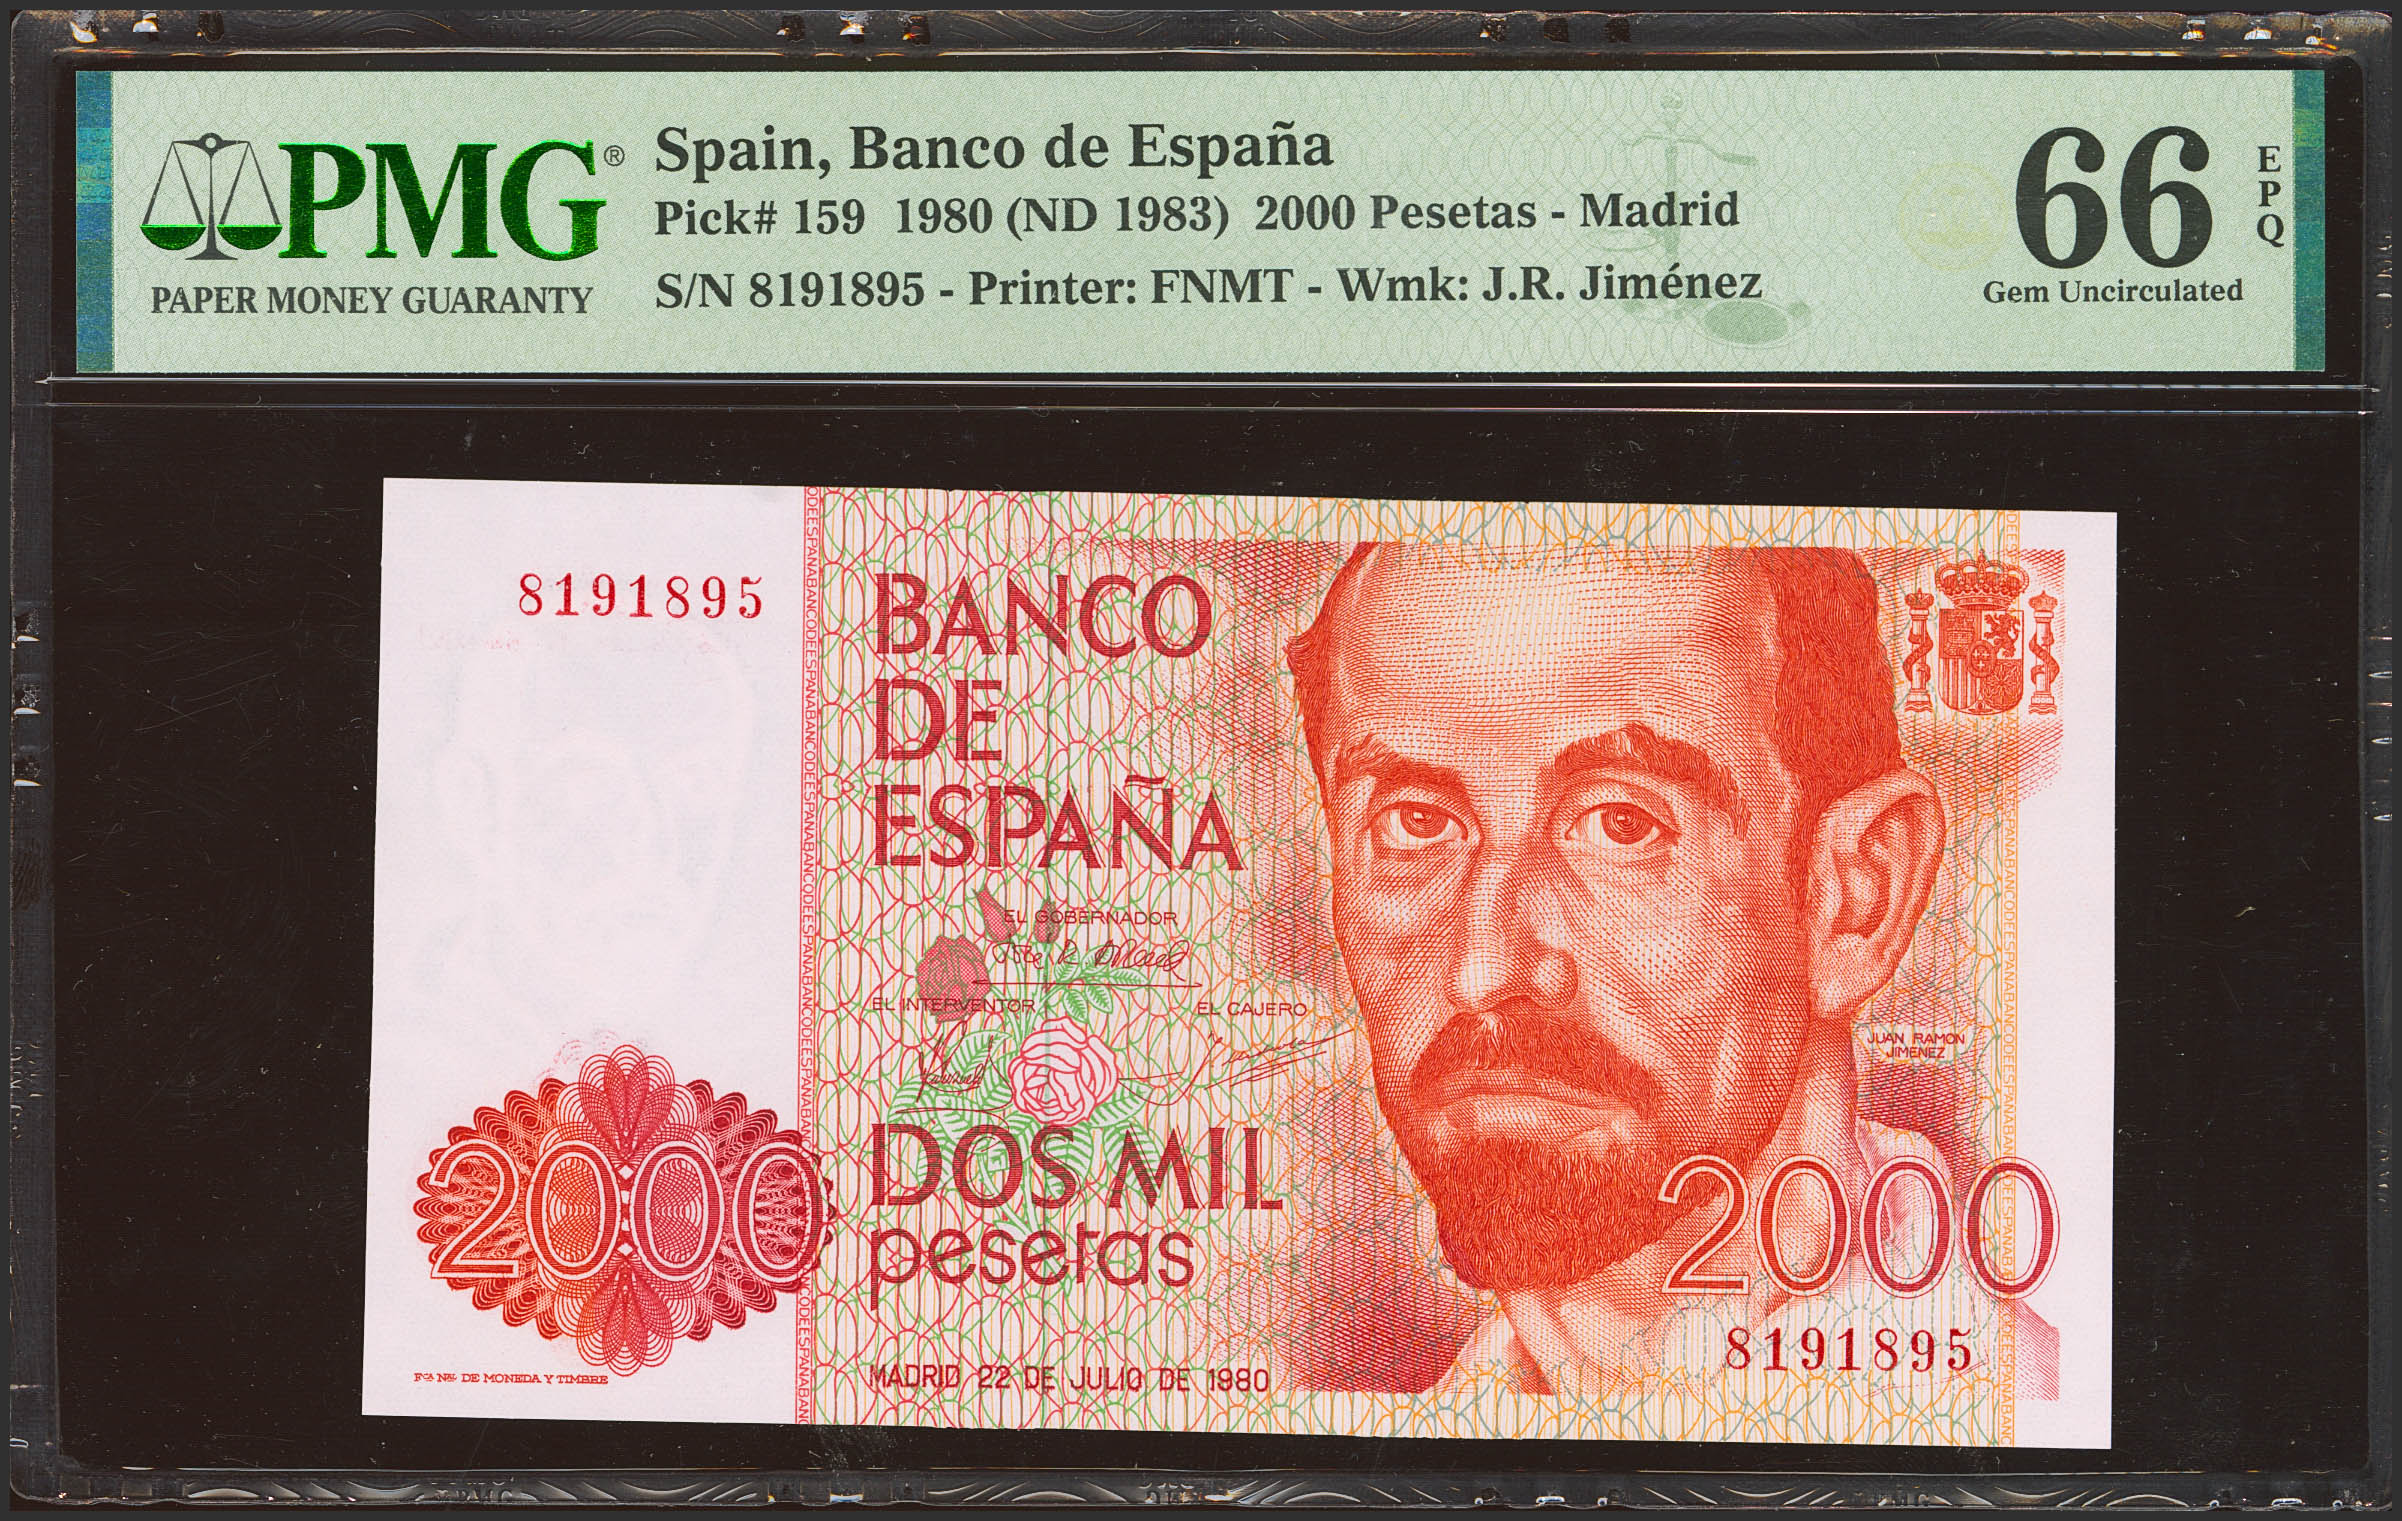 PMG®
PAPER MONEY GUARANTY
Spain, Banco de España
Pick# 159 1980 (ND 1983) 2000 Pesetas - Madrid
S/N 8191895 - Printer: FNMT - Wmk: J.R. Jiménez
66
EPQ
Gem Uncirculated
8191895
BANCO
DE
ESPAÑA
EL GOBERNADOR
EL INTERVENTOR
EL CAJERO
JUAN RAMON
JIMENEZ
2000
DOS MIL
pesetas
2000
8191895
MADRID 22 DE JULIO DE 1980
FCA NAL DE MONEDA Y TIMBRE